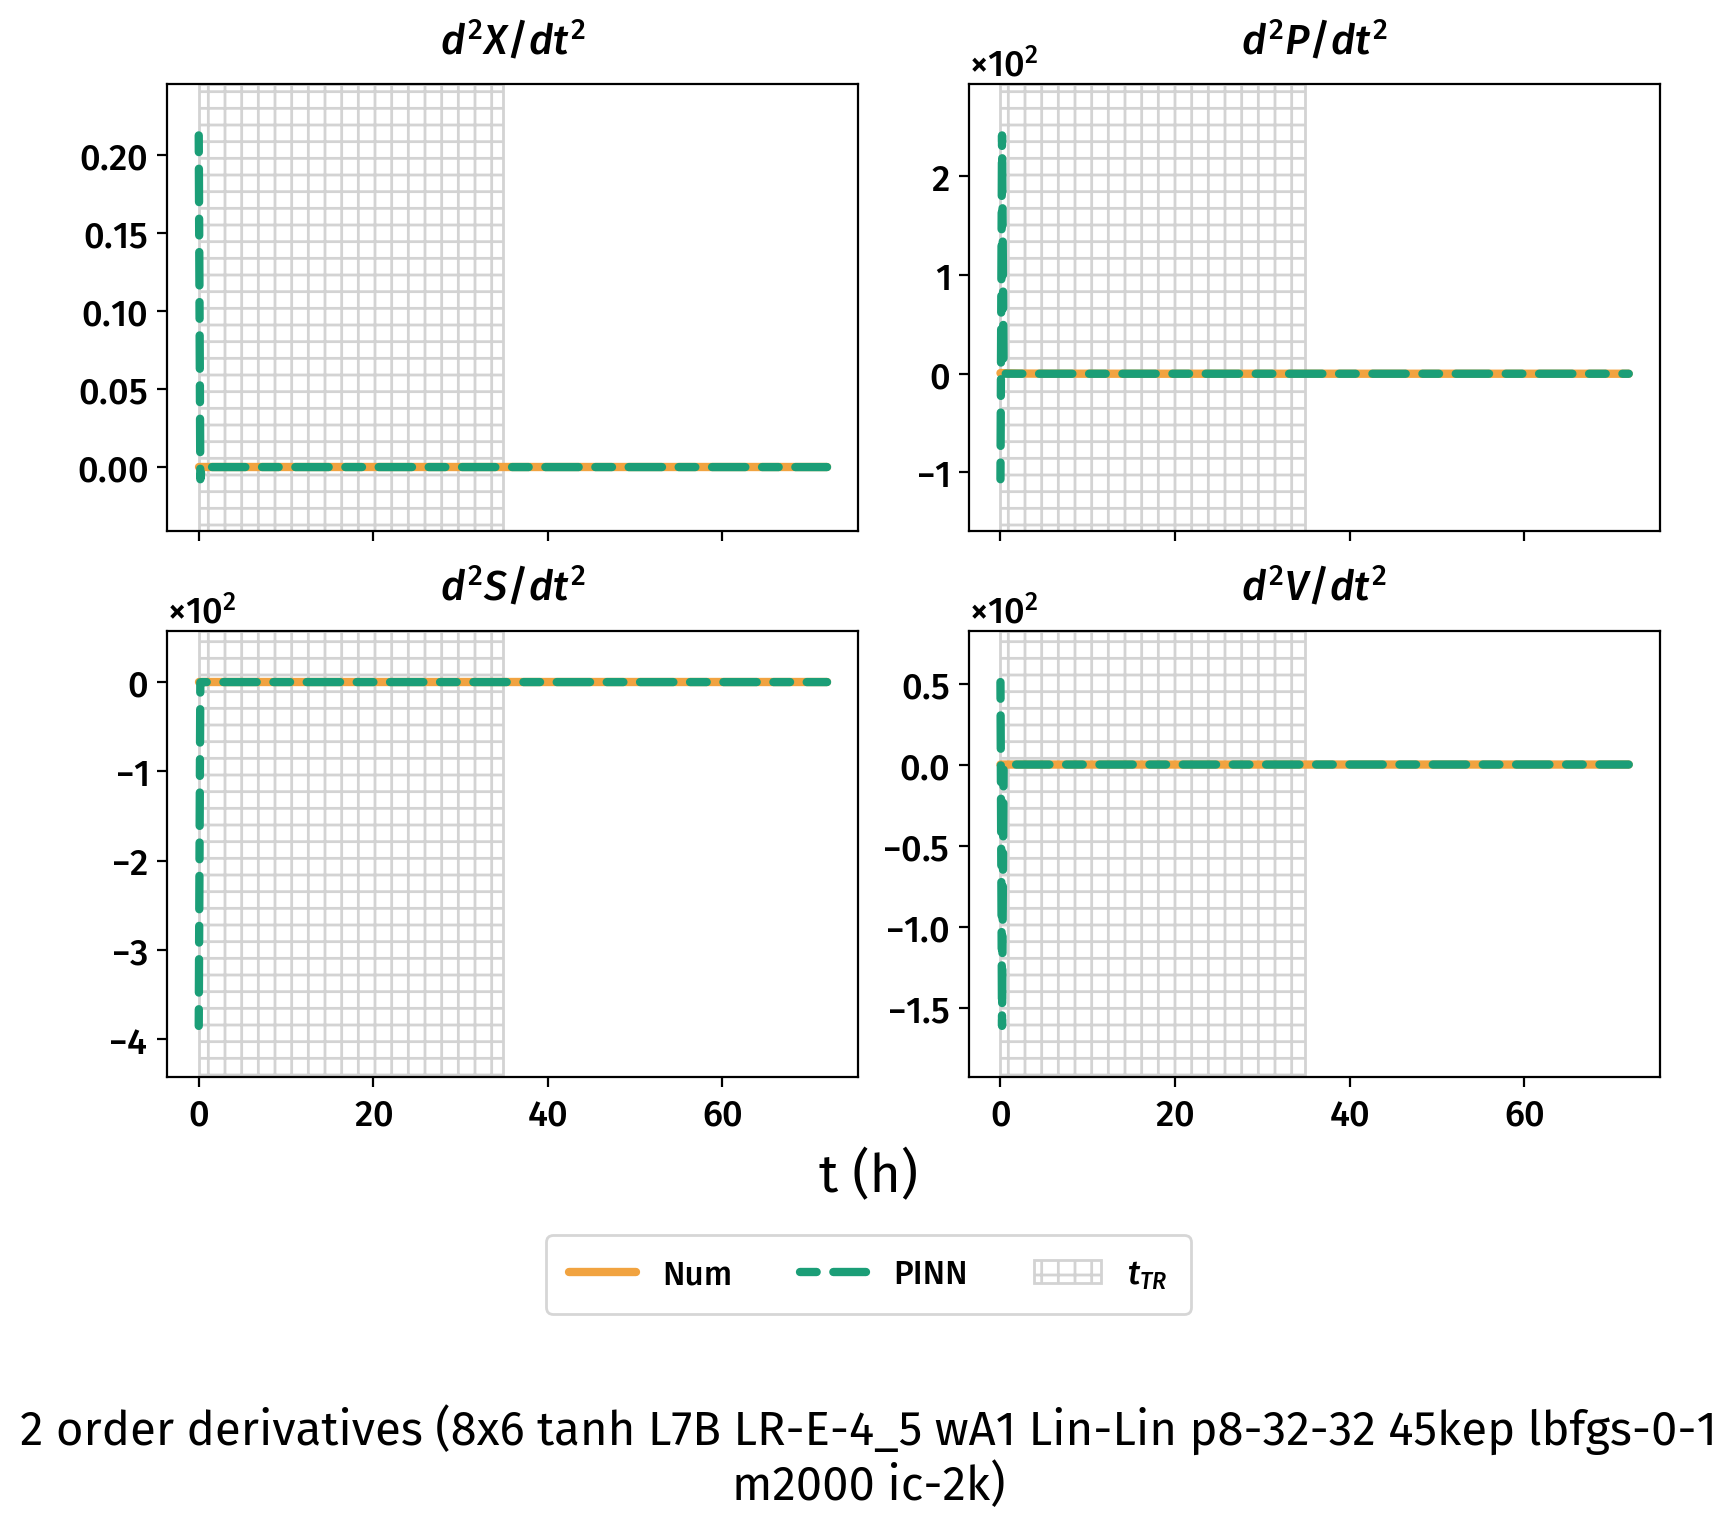 d²X/dt²
d²P/dt²
×10²
0.20
0.15
0.10
0.05
0.00
2
1
0
−1
d²S/dt²
d²V/dt²
×10²
×10²
0
−1
−2
−3
−4
0.5
0.0
−0.5
−1.0
−1.5
0 20 40 60
0 20 40 60
t (h)
Num PINN t_TR
2 order derivatives (8x6 tanh L7B LR-E-4_5 wA1 Lin-Lin p8-32-32 45kep lbfgs-0-1
m2000 ic-2k)